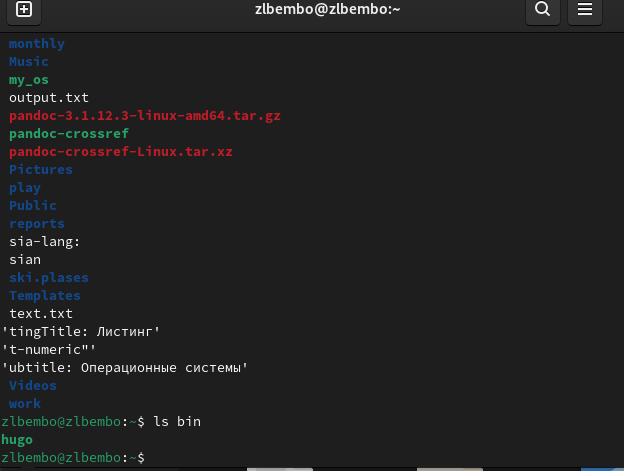 zlbembo@zlbembo:~
monthly
Music
my_os
output.txt
pandoc-3.1.12.3-linux-amd64.tar.gz
pandoc-crossref
pandoc-crossref-Linux.tar.xz
Pictures
play
Public
reports
sia-lang:
sian
ski.plases
Templates
text.txt
'tingTitle: Листинг'
't-numeric"'
'ubtitle: Операционные системы'
Videos
work
zlbembo@zlbembo:~$ ls bin
hugo
zlbembo@zlbembo:~$